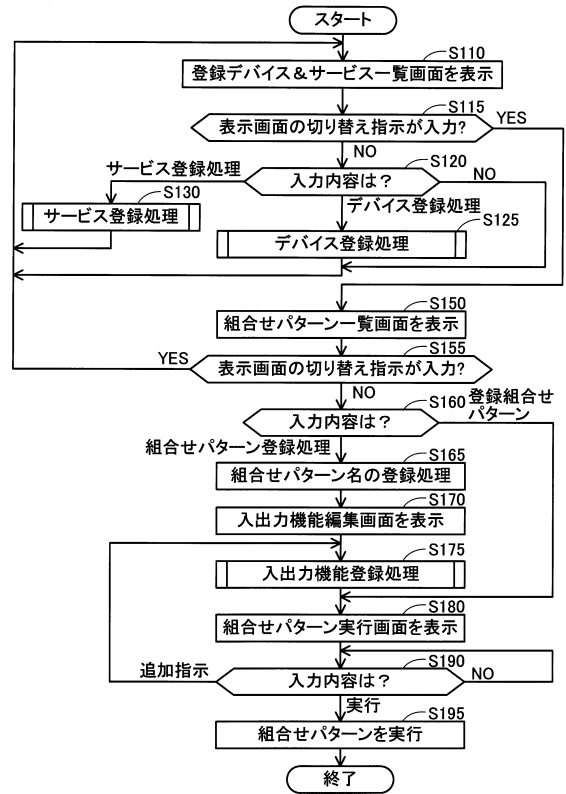 スタート
S110
登録デバイス＆サービス一覧画面を表示
S115
表示画面の切り替え指示が入力?
YES
NO
サービス登録処理
S120
入力内容は？
NO
S130
サービス登録処理
デバイス登録処理
S125
デバイス登録処理
S150
組合せパターン一覧画面を表示
S155
YES
表示画面の切り替え指示が入力?
NO
S160
登録組合せ
パターン
入力内容は？
組合せパターン登録処理
S165
組合せパターン名の登録処理
S170
入出力機能編集画面を表示
S175
入出力機能登録処理
S180
組合せパターン実行画面を表示
S190
追加指示
入力内容は？
NO
実行
S195
組合せパターンを実行
終了